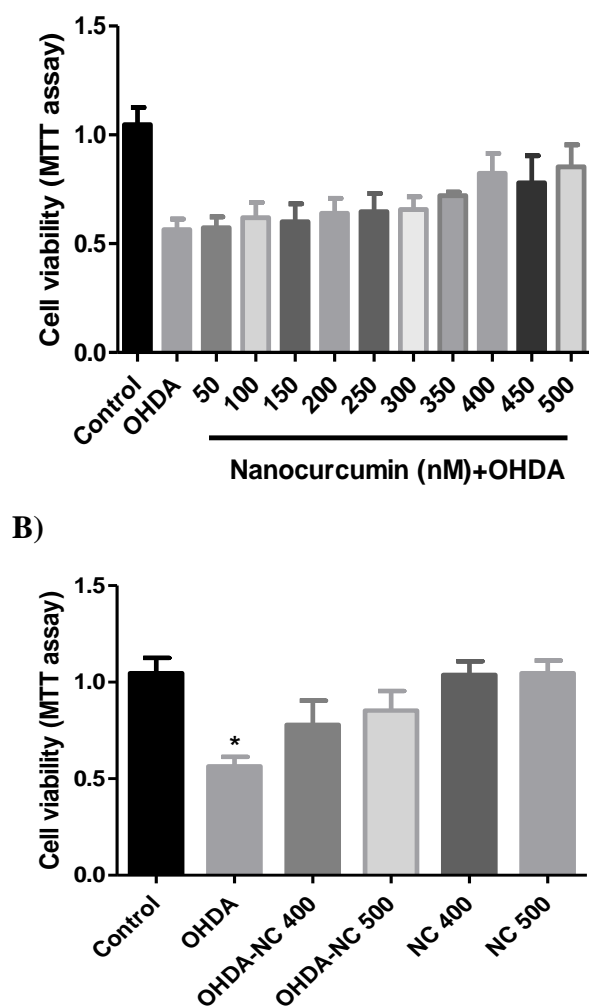 Cell viability (MTT assay)
1.5
1.0
0.5
0.0
Control
OHDA
50
100
150
200
250
300
350
400
450
500
Nanocurcumin (nM)+OHDA
B)
Cell viability (MTT assay)
1.5
1.0
0.5
0.0
*
Control
OHDA
OHDA-NC 400
OHDA-NC 500
NC 400
NC 500